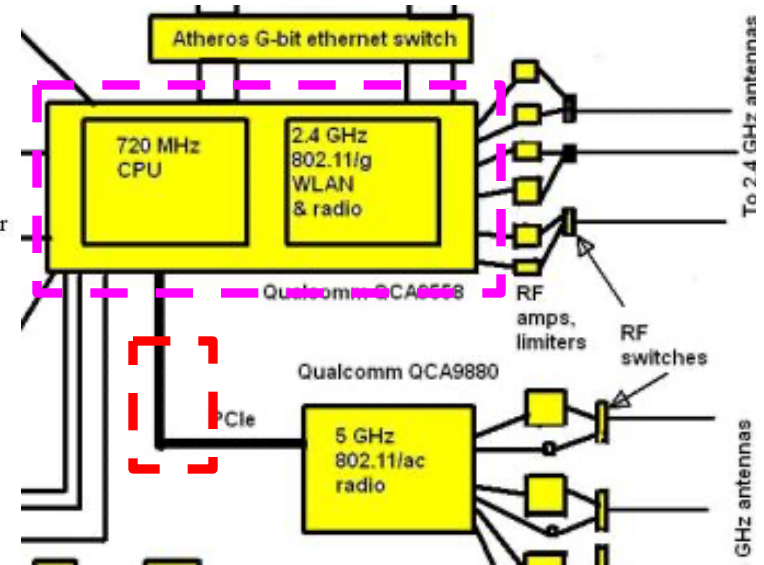 Atheros G-bit ethernet switch
720 MHz
CPU
2.4 GHz
802.11/g
WLAN
& radio
To 2.4 GHz antennas
r
Qualcomm QCA9558
RF
amps,
limiters
RF
switches
Qualcomm QCA9880
PCIe
5 GHz
802.11/ac
radio
GHz antennas